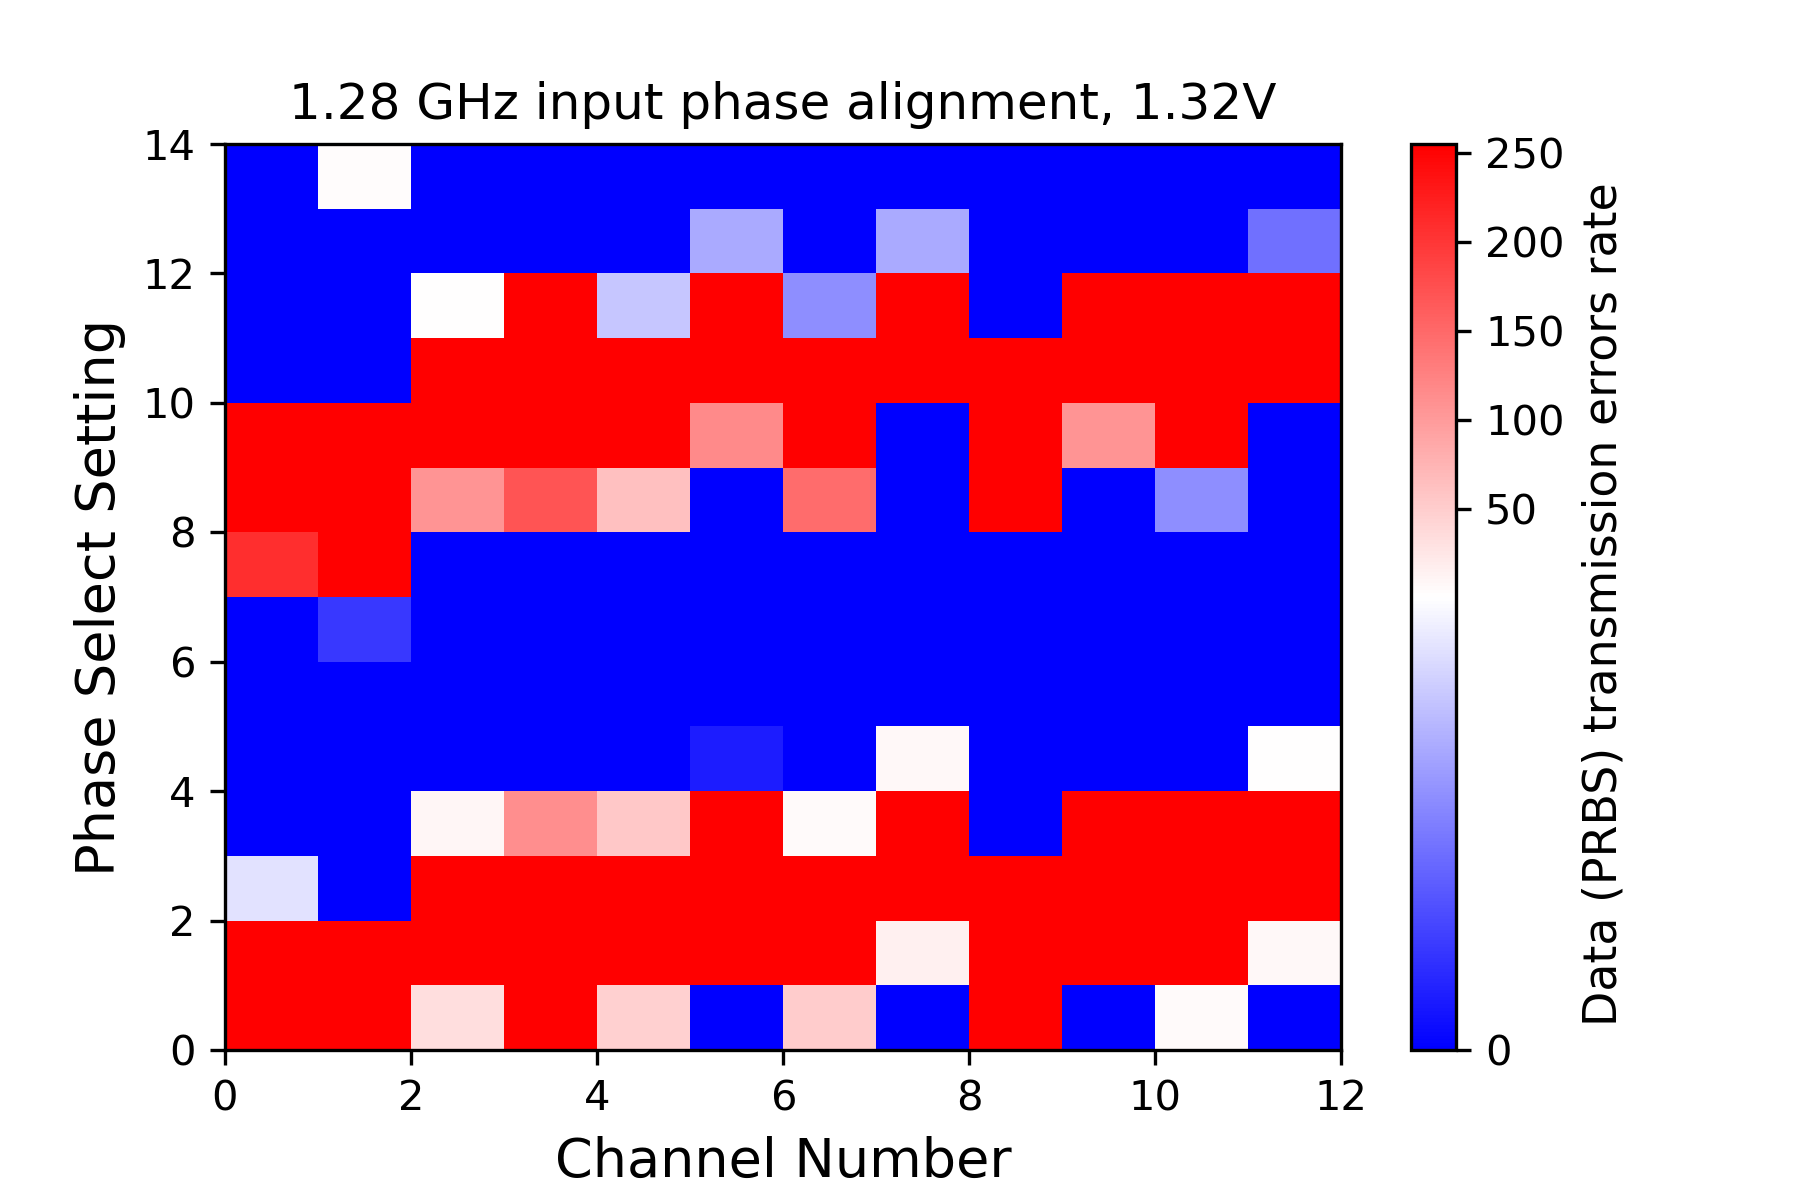 1.28 GHz input phase alignment, 1.32V
14
12
10
8
6
4
2
0
Phase Select Setting
0 2 4 6 8 10 12
Channel Number
250
200
150
100
50
0
Data (PRBS) transmission errors rate